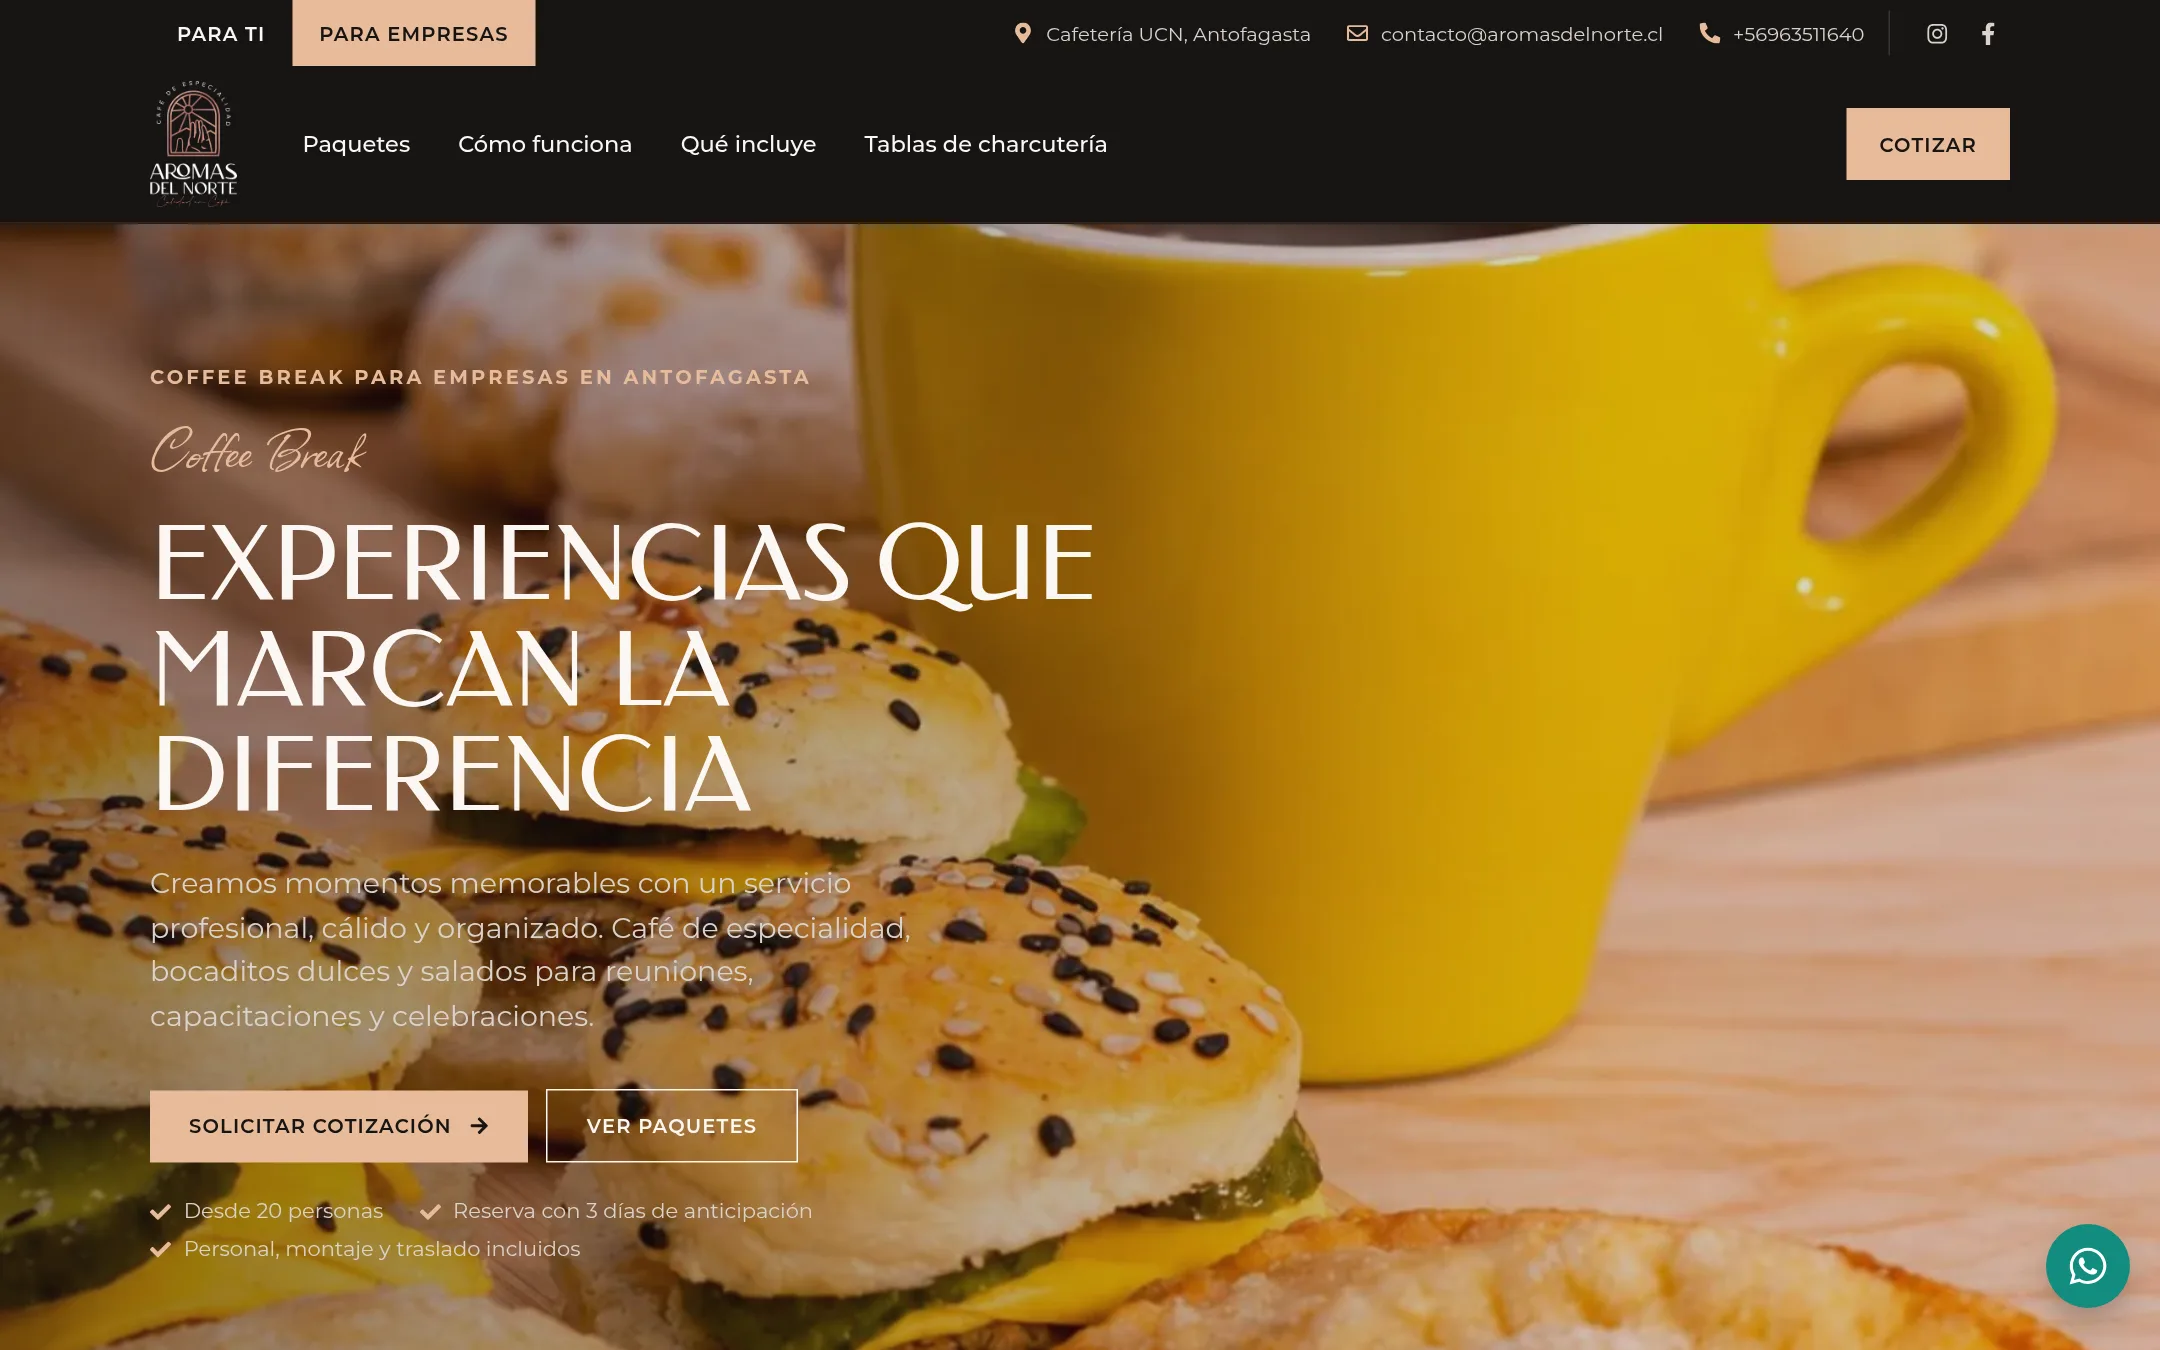 PARA TI
PARA EMPRESAS
Cafetería UCN, Antofagasta
contacto@aromasdelnorte.cl
+56963511640
CAFÉ DE ESPECIALIDAD
AROMAS
DEL NORTE
Paquetes
Cómo funciona
Qué incluye
Tablas de charcutería
COTIZAR
COFFEE BREAK PARA EMPRESAS EN ANTOFAGASTA
Coffee Break
EXPERIENCIAS QUE
MARCAN LA
DIFERENCIA
Creamos momentos memorables con un servicio
profesional, cálido y organizado. Café de especialidad,
bocaditos dulces y salados para reuniones,
capacitaciones y celebraciones.
SOLICITAR COTIZACIÓN
VER PAQUETES
Desde 20 personas
Reserva con 3 días de anticipación
Personal, montaje y traslado incluidos